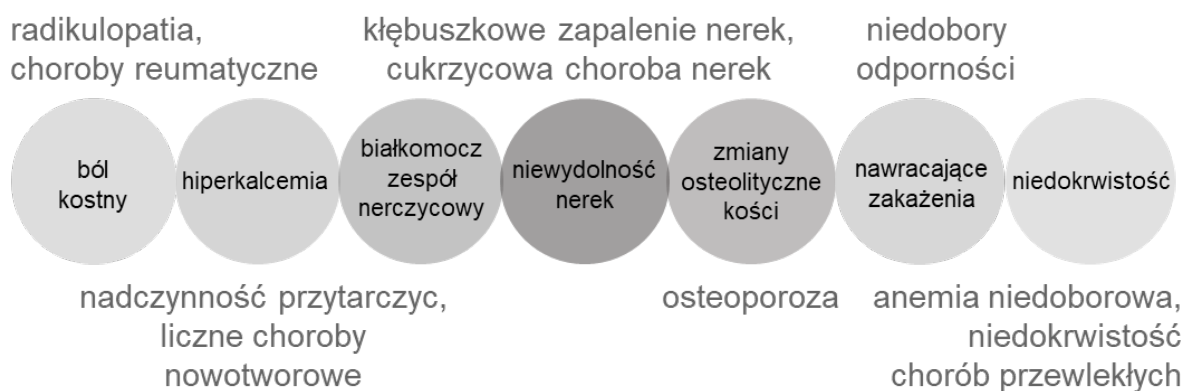 radikulopatia,
choroby reumatyczne
kłębuszkowe zapalenie nerek,
cukrzycowa choroba nerek
niedobory
odporności
ból
kostny
hiperkalcemia
białkomocz
zespół
nerczycowy
niewydolność
nerek
zmiany
osteolityczne
kości
nawracające
zakażenia
niedokrwistość
nadczynność przytarczyc,
liczne choroby
nowotworowe
osteoporoza
anemia niedoborowa,
niedokrwistość
chorób przewlekłych